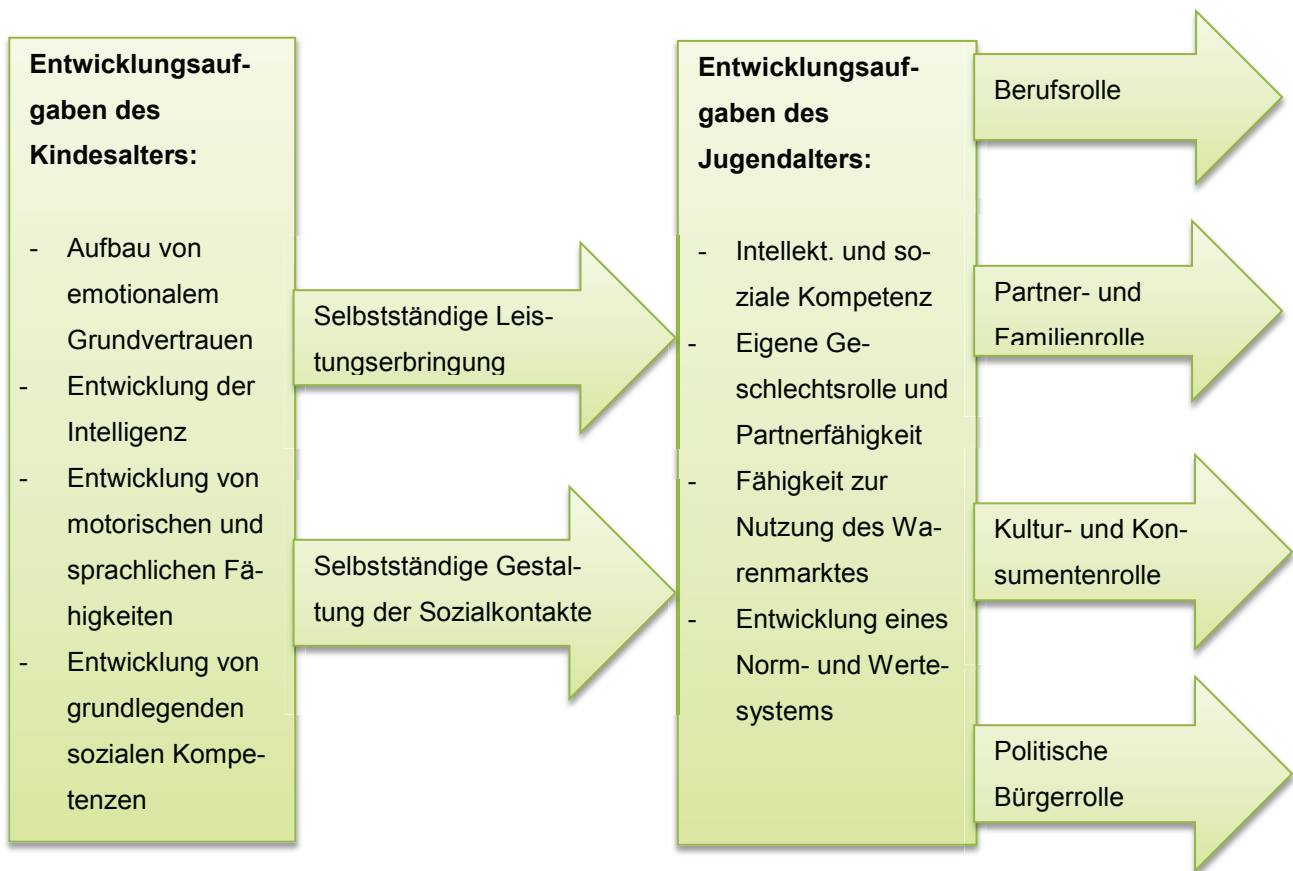 Entwicklungsauf-
gaben des
Kindesalters:
- Aufbau von
emotionalem
Grundvertrauen
- Entwicklung der
Intelligenz
- Entwicklung von
motorischen und
sprachlichen Fä-
higkeiten
- Entwicklung von
grundlegenden
sozialen Kompe-
tenzen
Selbstständige Leis-
tungserbringung
Selbstständige Gestal-
tung der Sozialkontakte
Entwicklungsauf-
gaben des
Jugendalters:
- Intellekt. und so-
ziale Kompetenz
- Eigene Ge-
schlechtsrolle und
Partnerfähigkeit
- Fähigkeit zur
Nutzung des Wa-
renmarktes
- Entwicklung eines
Norm- und Werte-
systems
Berufsrolle
Partner- und
Familienrolle
Kultur- und Kon-
sumentenrolle
Politische
Bürgerrolle